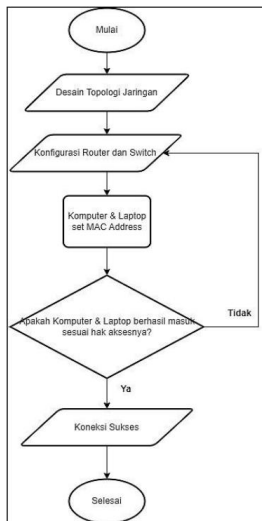 Mulai
Desain Topologi Jaringan
Konfigurasi Router dan Switch
Komputer & Laptop
set MAC Address
Apakah Komputer & Laptop berhasil masuk
sesuai hak aksesnya?
Tidak
Ya
Koneksi Sukses
Selesai